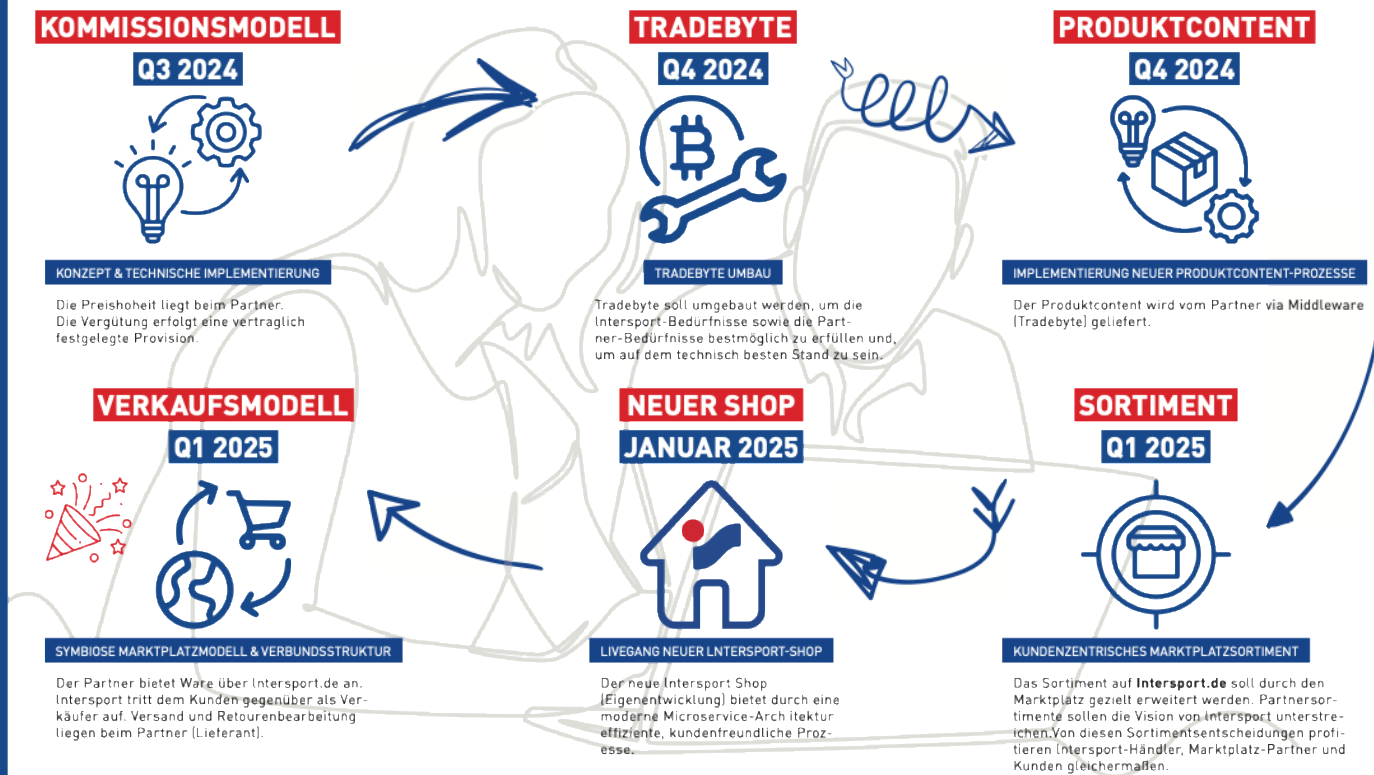 KOMMISSIONSMODELL
Q3 2024
KONZEPT & TECHNISCHE IMPLEMENTIERUNG
Die Preishoheit liegt beim Partner.
Die Vergütung erfolgt eine vertraglich
festgelegte Provision.
TRADEBYTE
Q4 2024
TRADEBYTE UMBAU
Tradebyte soll umgebaut werden, um die
Intersport-Bedürfnisse sowie die Part-
ner-Bedürfnisse bestmöglich zu erfüllen und,
um auf dem technisch besten Stand zu sein.
PRODUKTCONTENT
Q4 2024
IMPLEMENTIERUNG NEUER PRODUKTCONTENT-PROZESSE
Der Produktcontent wird vom Partner via Middleware
(Tradebyte) geliefert.
VERKAUFSMODELL
Q1 2025
SYMBIOSE MARKTPLATZMODELL & VERBUNDSSTRUKTUR
Der Partner bietet Ware über Intersport.de an.
Intersport tritt dem Kunden gegenüber als Ver-
käufer auf. Versand und Retourenbearbeitung
liegen beim Partner (Lieferant).
NEUER SHOP
JANUAR 2025
LIVEGANG NEUER LNTERSPORT-SHOP
Der neue Intersport Shop
(Eigenentwicklung) bietet durch eine
moderne Microservice-Arch itektur
effiziente, kundenfreundliche Proz-
esse.
SORTIMENT
Q1 2025
KUNDENZENTRISCHES MARKTPLATZSORTIMENT
Das Sortiment auf Intersport.de soll durch den
Marktplatz gezielt erweitert werden. Partnersor-
timente sollen die Vision von Intersport unterstre-
ichen.Von diesen Sortimentsentscheidungen profi-
tieren Intersport-Händler, Marktplatz-Partner und
Kunden gleichermaßen.